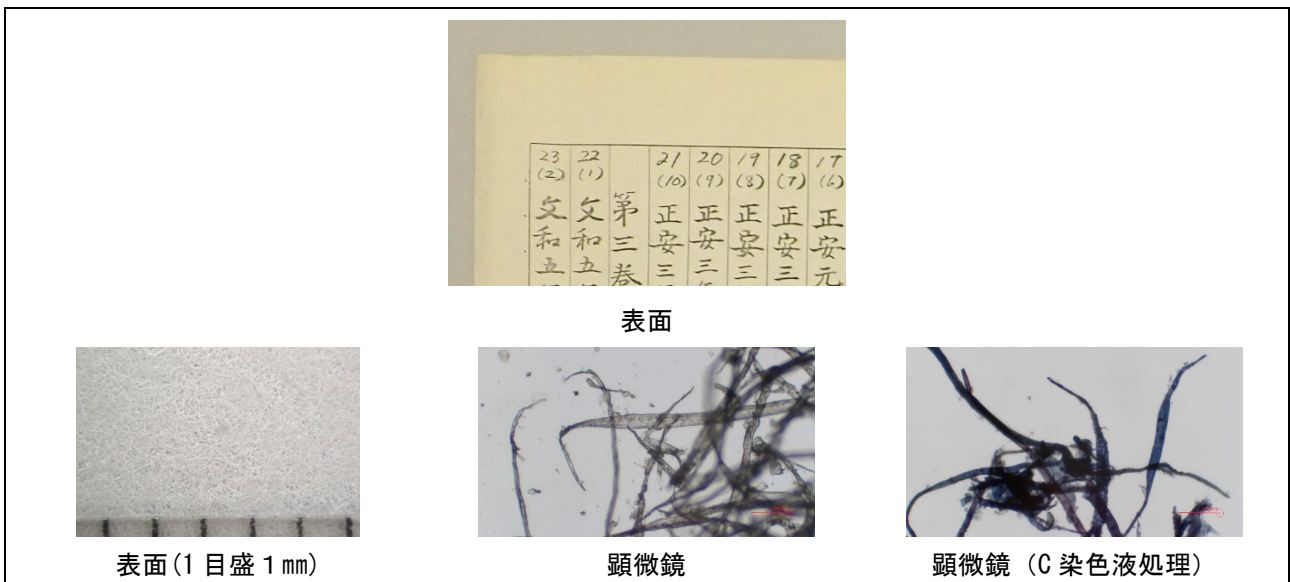 17 (6) 正安元
18 (7) 正安三
19 (8) 正安三
20 (9) 正安三
21 (10) 正安三
第三巻
22 (1) 文和五
23 (2) 文和五
表面
表面(1目盛1㎜)
顕微鏡
顕微鏡（C染色液処理）